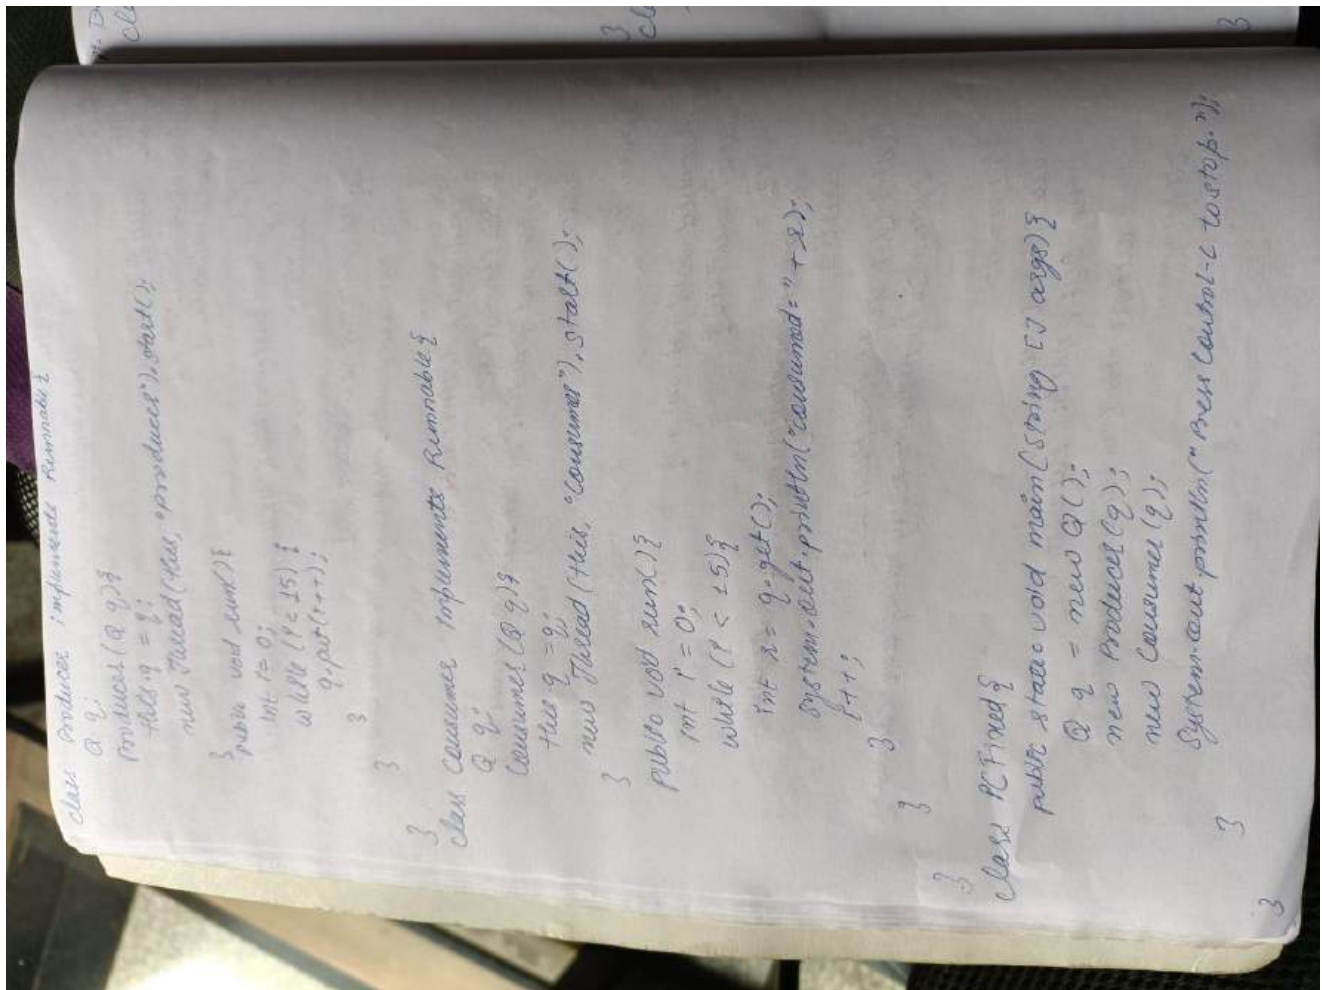 class Producer implements Runnable {
Q q;
Producer(Q q){
this.q = q;
new Thread(this, "producer").start();
}
public void run(){
int i = 0;
while (i < 15) {
q.put(i++);
}
}
}
class Consumer implements Runnable{
Q q;
Consumer(Q q){
this.q = q;
new Thread(this, "consumer").start();
}
public void run(){
int i = 0;
while (i < 15){
int r = q.get();
System.out.println("consumed:" + r);
i++;
}
}
}
class PCFixed{
public static void main(String [] args){
Q q = new Q();
new Producer(q);
new Consumer(q);
System.out.println("Press Control-C to stop.");
}
}